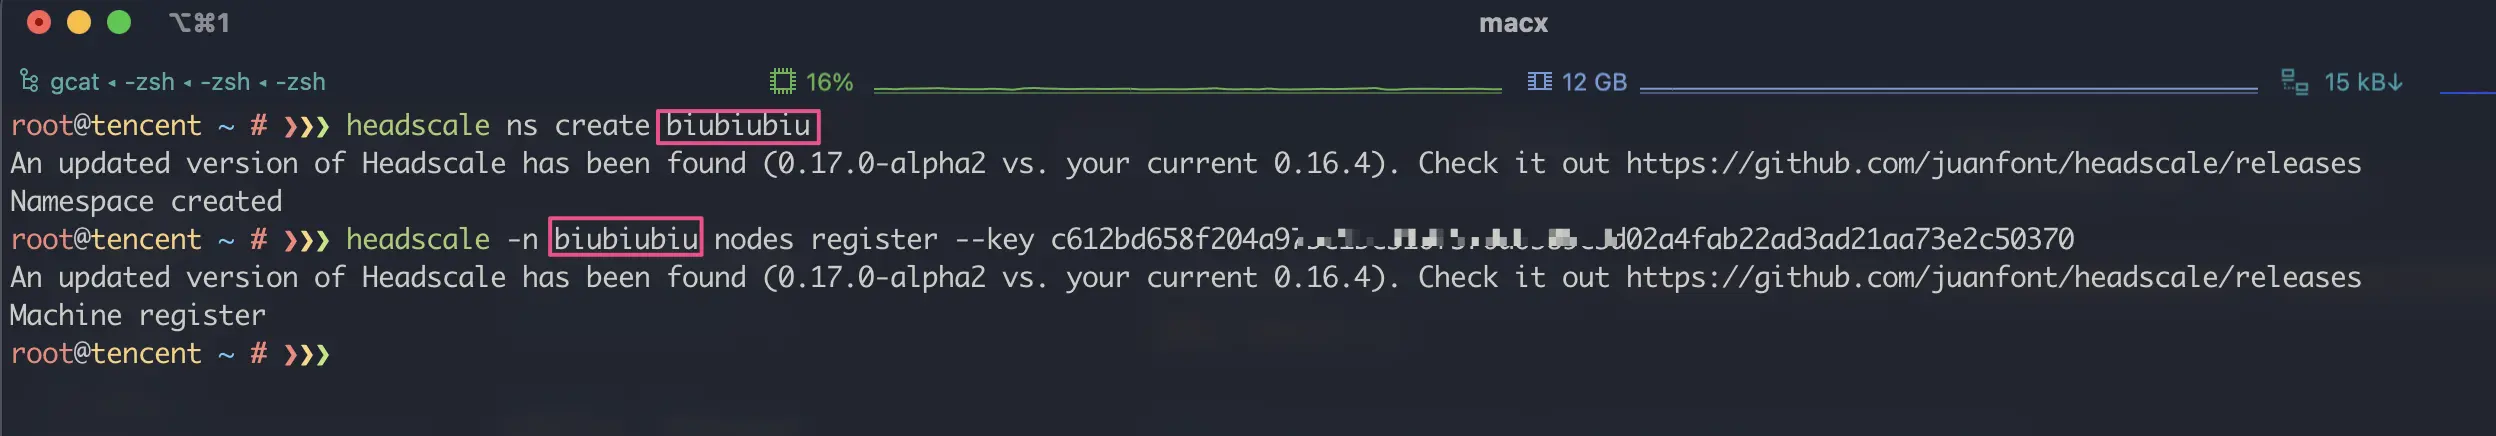 ⌥⌘1 macx
gcat ◂ -zsh ◂ -zsh ◂ -zsh 16% 12 GB 15 kB↓
root@tencent ~ # ❯❯❯ headscale ns create biubiubiu
An updated version of Headscale has been found (0.17.0-alpha2 vs. your current 0.16.4). Check it out https://github.com/juanfont/headscale/releases
Namespace created
root@tencent ~ # ❯❯❯ headscale -n biubiubiu nodes register --key c612bd658f204a9 d02a4fab22ad3ad21aa73e2c50370
An updated version of Headscale has been found (0.17.0-alpha2 vs. your current 0.16.4). Check it out https://github.com/juanfont/headscale/releases
Machine register
root@tencent ~ # ❯❯❯